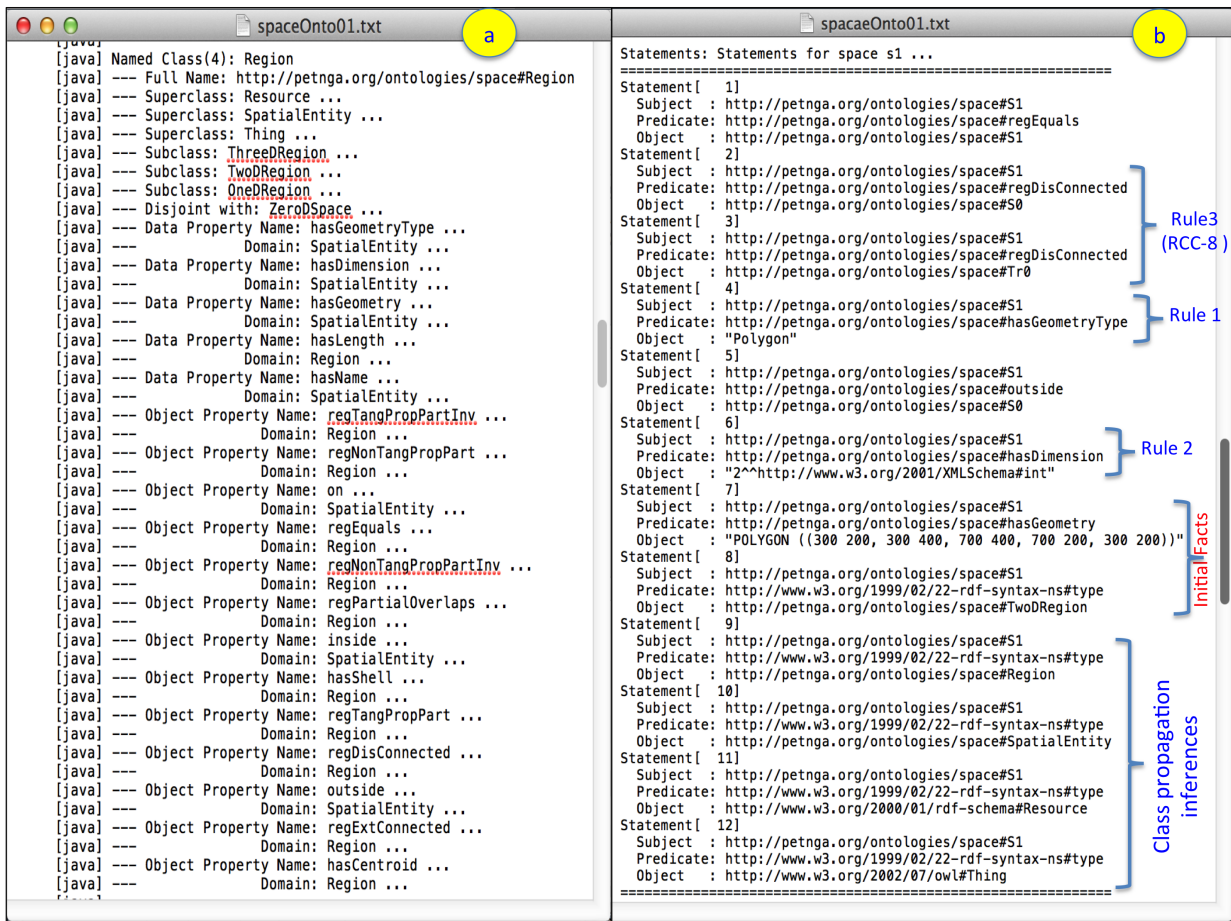 spaceOnto01.txt
a
[java]
[java] Named Class(4): Region
[java] --- Full Name: http://petnga.org/ontologies/space#Region
[java] --- Superclass: Resource ...
[java] --- Superclass: SpatialEntity ...
[java] --- Superclass: Thing ...
[java] --- Subclass: ThreeDRegion ...
[java] --- Subclass: TwoDRegion ...
[java] --- Subclass: OneDRegion ...
[java] --- Disjoint with: ZeroDSpace ...
[java] --- Data Property Name: hasGeometryType ...
[java] --- Domain: SpatialEntity ...
[java] --- Data Property Name: hasDimension ...
[java] --- Domain: SpatialEntity ...
[java] --- Data Property Name: hasGeometry ...
[java] --- Domain: SpatialEntity ...
[java] --- Data Property Name: hasLength ...
[java] --- Domain: Region ...
[java] --- Data Property Name: hasName ...
[java] --- Domain: SpatialEntity ...
[java] --- Object Property Name: regTangPropPartInv ...
[java] --- Domain: Region ...
[java] --- Object Property Name: regNonTangPropPart ...
[java] --- Domain: Region ...
[java] --- Object Property Name: on ...
[java] --- Domain: SpatialEntity ...
[java] --- Object Property Name: regEquals ...
[java] --- Domain: Region ...
[java] --- Object Property Name: regNonTangPropPartInv ...
[java] --- Domain: Region ...
[java] --- Object Property Name: regPartialOverlaps ...
[java] --- Domain: Region ...
[java] --- Object Property Name: inside ...
[java] --- Domain: SpatialEntity ...
[java] --- Object Property Name: hasShell ...
[java] --- Domain: Region ...
[java] --- Object Property Name: regTangPropPart ...
[java] --- Domain: Region ...
[java] --- Object Property Name: regDisConnected ...
[java] --- Domain: Region ...
[java] --- Object Property Name: outside ...
[java] --- Domain: SpatialEntity ...
[java] --- Object Property Name: regExtConnected ...
[java] --- Domain: Region ...
[java] --- Object Property Name: hasCentroid ...
[java] --- Domain: Region ...
spacaeOnto01.txt
b
Statements: Statements for space s1 ...
==============================================================
Statement[ 1]
Subject : http://petnga.org/ontologies/space#S1
Predicate: http://petnga.org/ontologies/space#regEquals
Object : http://petnga.org/ontologies/space#S1
Statement[ 2]
Subject : http://petnga.org/ontologies/space#S1
Predicate: http://petnga.org/ontologies/space#regDisConnected
Object : http://petnga.org/ontologies/space#S0
Statement[ 3]
Subject : http://petnga.org/ontologies/space#S1
Predicate: http://petnga.org/ontologies/space#regDisConnected
Object : http://petnga.org/ontologies/space#Tr0
Rule3
(RCC-8 )
Statement[ 4]
Subject : http://petnga.org/ontologies/space#S1
Predicate: http://petnga.org/ontologies/space#hasGeometryType
Object : "Polygon"
Rule 1
Statement[ 5]
Subject : http://petnga.org/ontologies/space#S1
Predicate: http://petnga.org/ontologies/space#outside
Object : http://petnga.org/ontologies/space#S0
Statement[ 6]
Subject : http://petnga.org/ontologies/space#S1
Predicate: http://petnga.org/ontologies/space#hasDimension
Object : "2^^http://www.w3.org/2001/XMLSchema#int"
Rule 2
Statement[ 7]
Subject : http://petnga.org/ontologies/space#S1
Predicate: http://petnga.org/ontologies/space#hasGeometry
Object : "POLYGON ((300 200, 300 400, 700 400, 700 200, 300 200))"
Statement[ 8]
Subject : http://petnga.org/ontologies/space#S1
Predicate: http://www.w3.org/1999/02/22-rdf-syntax-ns#type
Object : http://petnga.org/ontologies/space#TwoDRegion
Initial Facts
Statement[ 9]
Subject : http://petnga.org/ontologies/space#S1
Predicate: http://www.w3.org/1999/02/22-rdf-syntax-ns#type
Object : http://petnga.org/ontologies/space#Region
Statement[ 10]
Subject : http://petnga.org/ontologies/space#S1
Predicate: http://www.w3.org/1999/02/22-rdf-syntax-ns#type
Object : http://petnga.org/ontologies/space#SpatialEntity
Statement[ 11]
Subject : http://petnga.org/ontologies/space#S1
Predicate: http://www.w3.org/1999/02/22-rdf-syntax-ns#type
Object : http://www.w3.org/2000/01/rdf-schema#Resource
Statement[ 12]
Subject : http://petnga.org/ontologies/space#S1
Predicate: http://www.w3.org/1999/02/22-rdf-syntax-ns#type
Object : http://www.w3.org/2002/07/owl#Thing
==============================================================
Class propagation
inferences